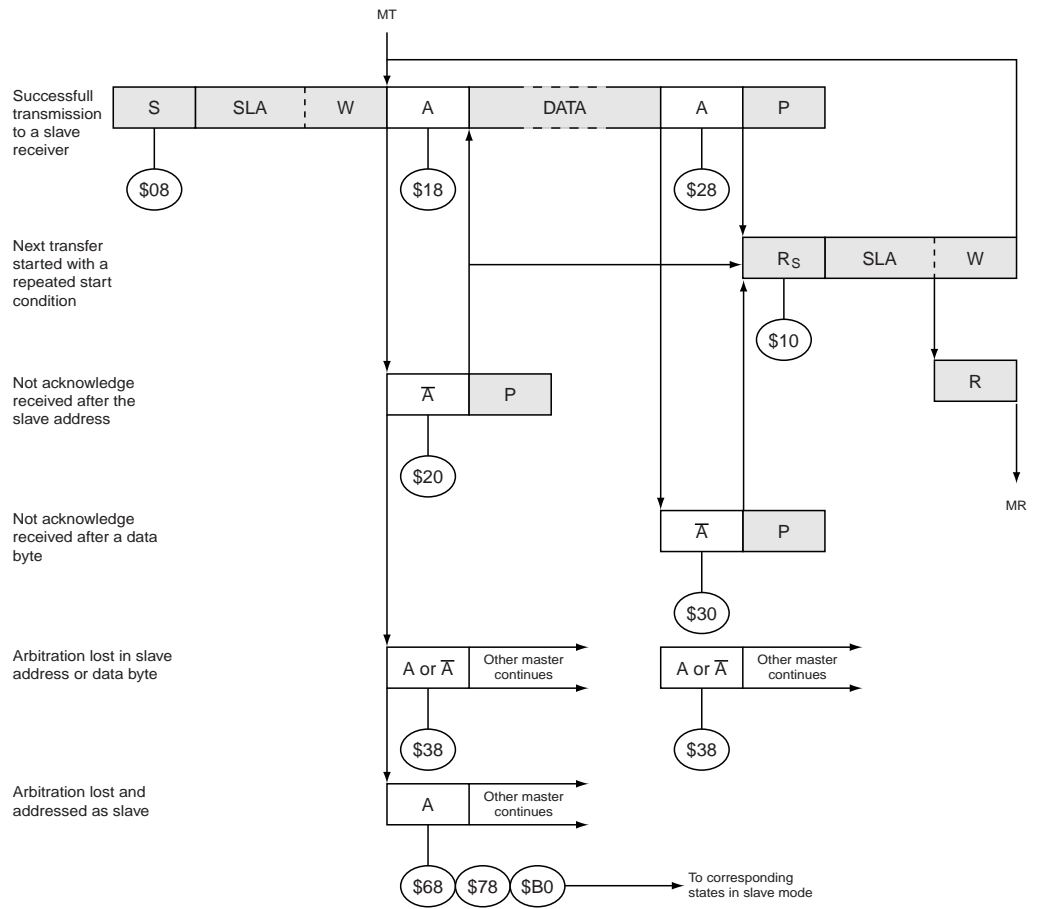 MT
Successfull
transmission
to a slave
receiver
S SLA W A DATA A P
$08 $18 $28
Next transfer
started with a
repeated start
condition
RS SLA W
$10
Not acknowledge
received after the
slave address
A̅ P
R
$20
MR
Not acknowledge
received after a data
byte
A̅ P
$30
Arbitration lost in slave
address or data byte
A or A̅ Other master
continues
A or A̅ Other master
continues
$38 $38
Arbitration lost and
addressed as slave
A Other master
continues
$68 $78 $B0 To corresponding
states in slave mode